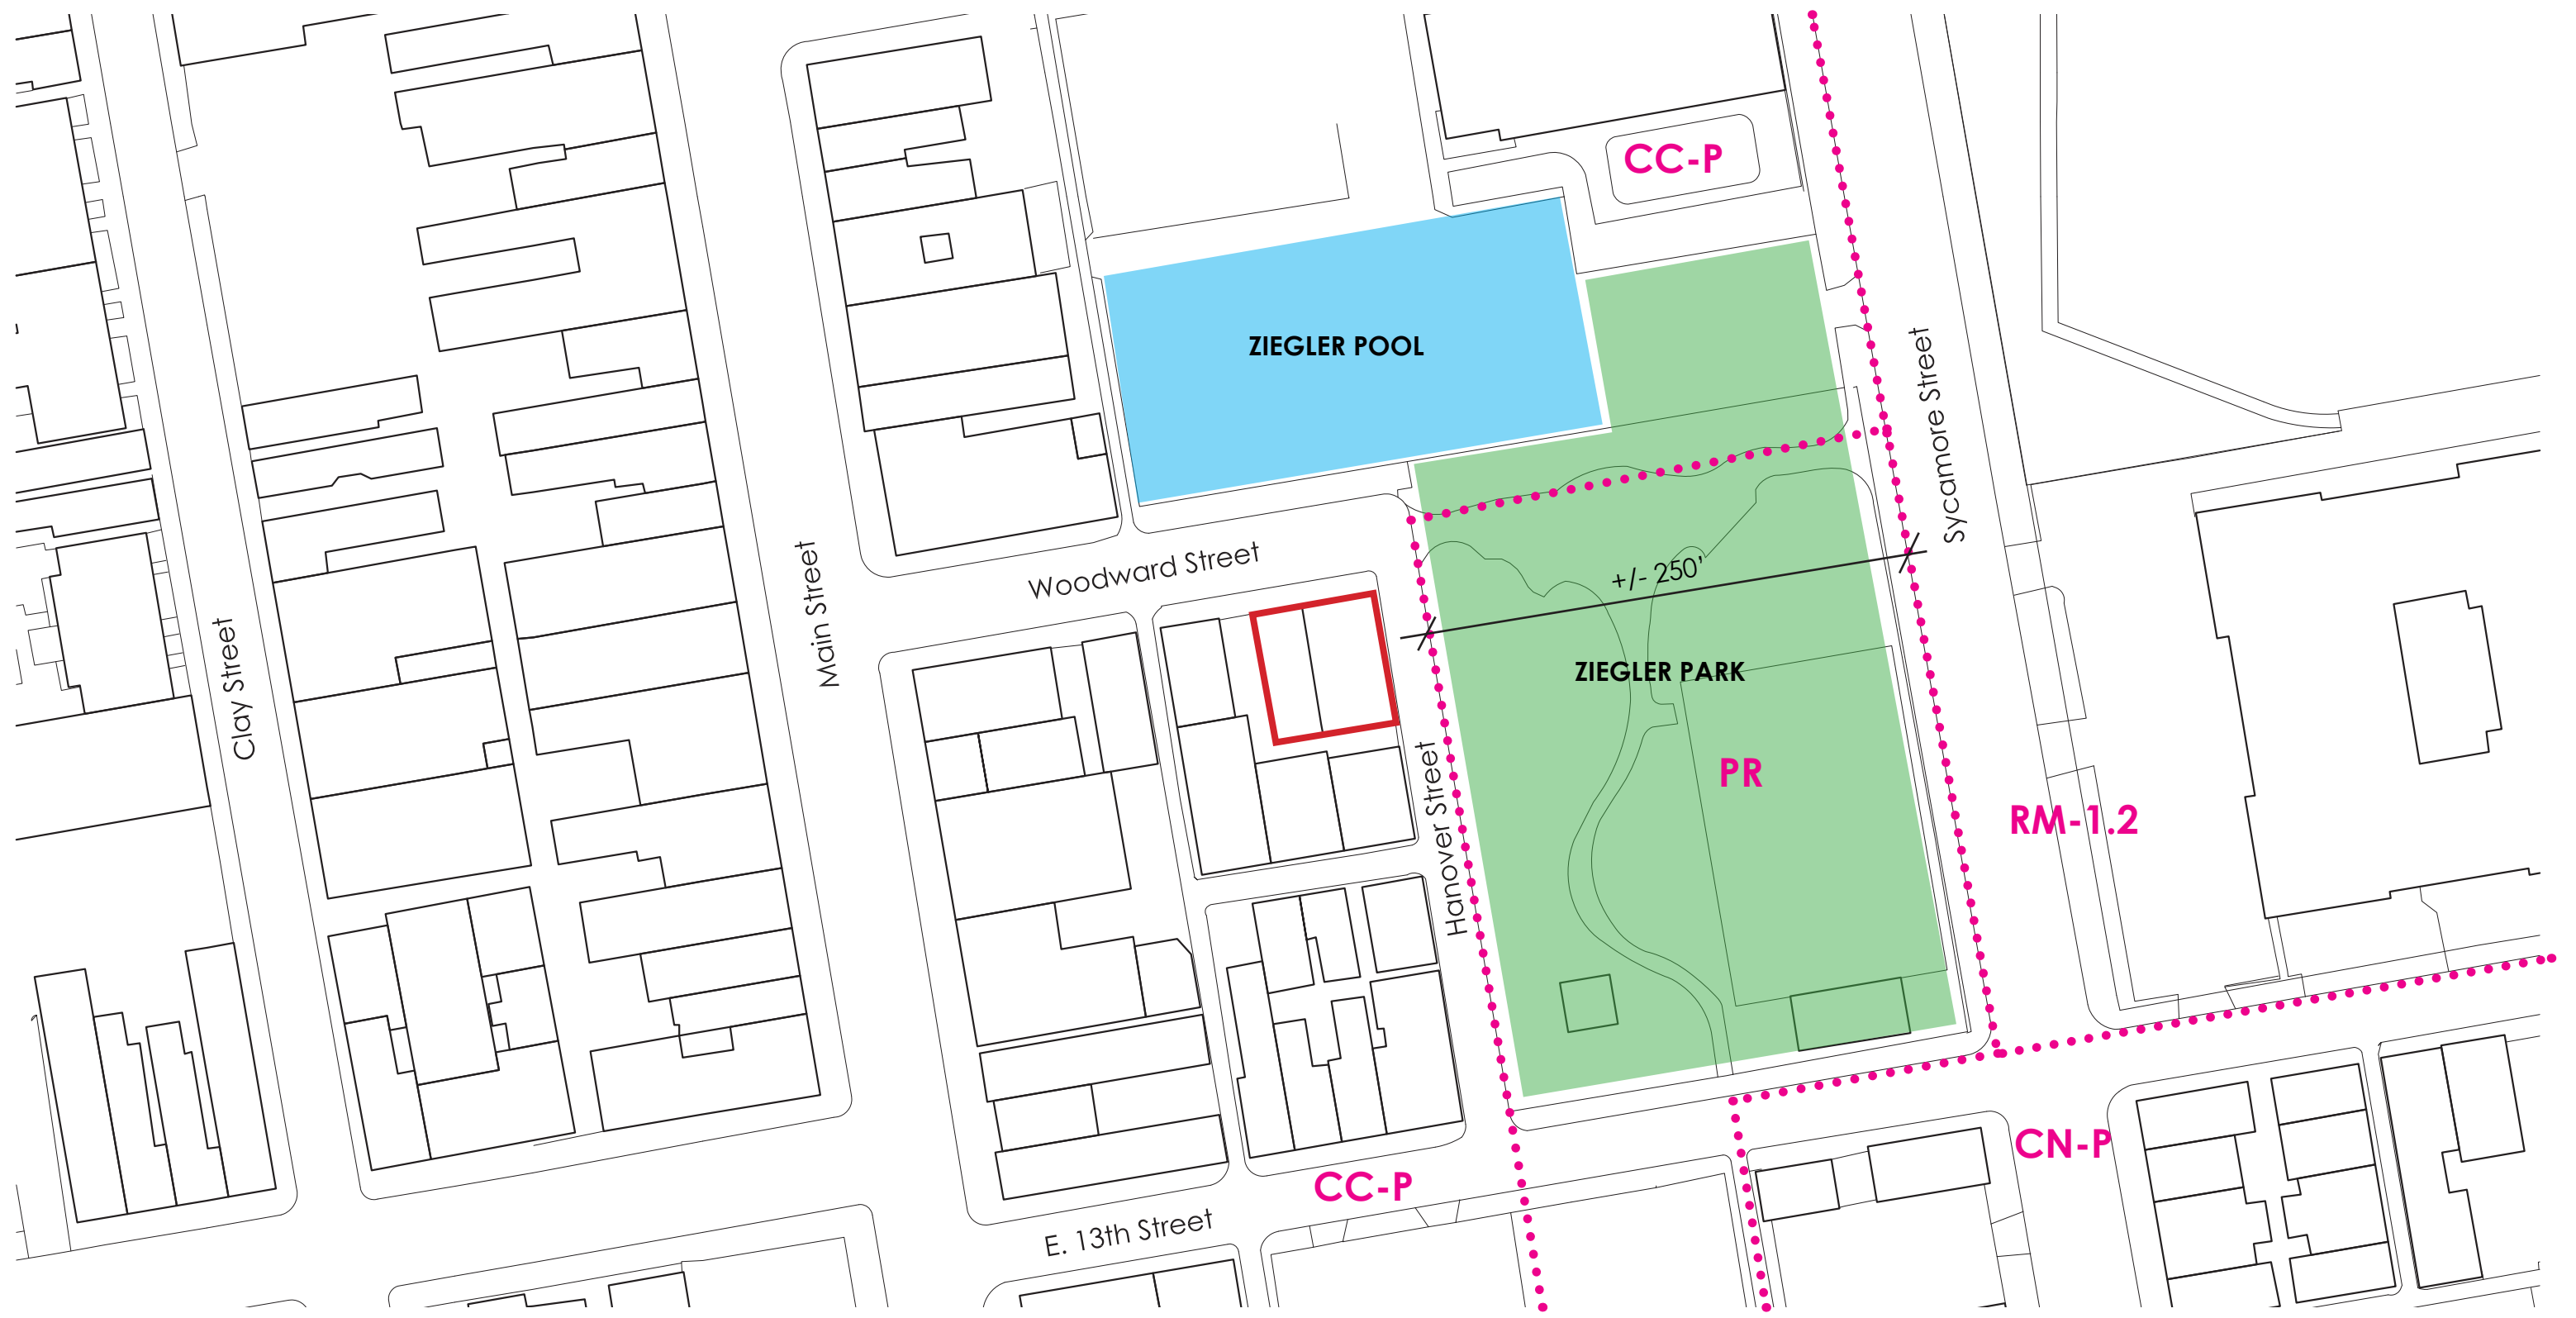 CC-P
ZIEGLER POOL
Sycamore Street
Woodward Street
+/- 250'
Main Street
ZIEGLER PARK
Clay Street
PR
Hanover Street
RM-1.2
CN-P
CC-P
E. 13th Street